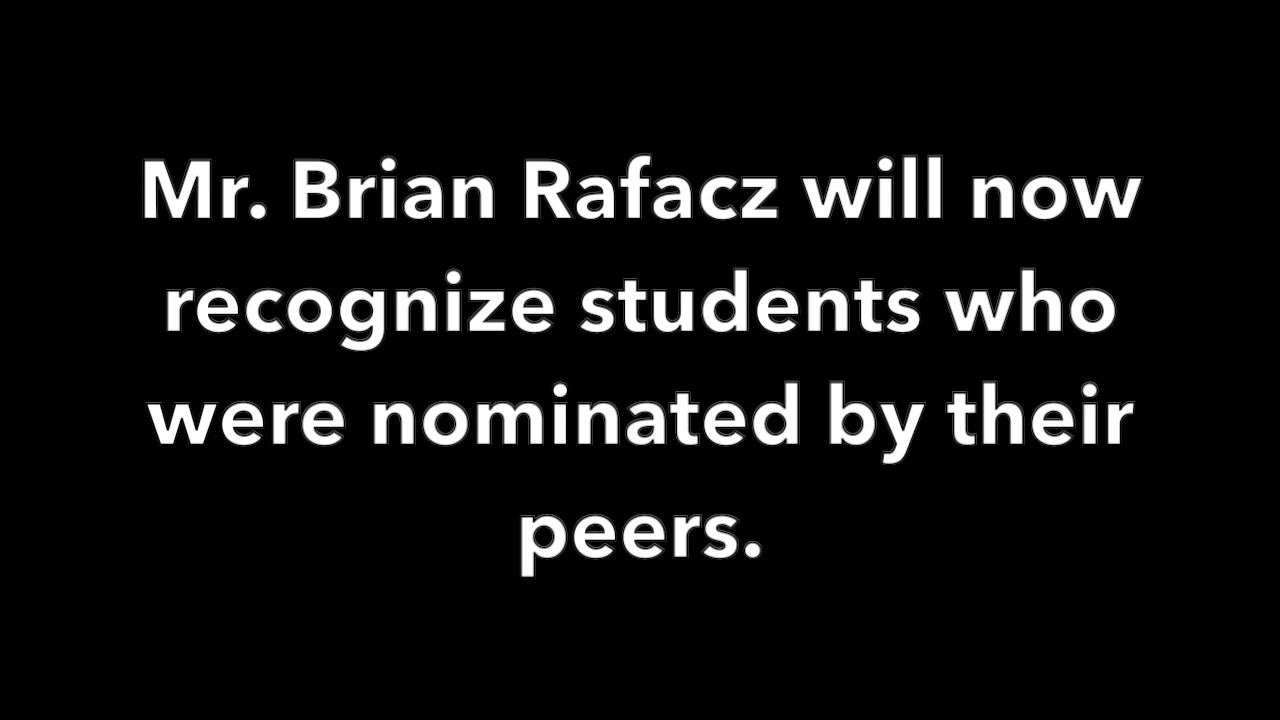 Mr. Brian Rafacz will now
recognize students who
were nominated by their
peers.